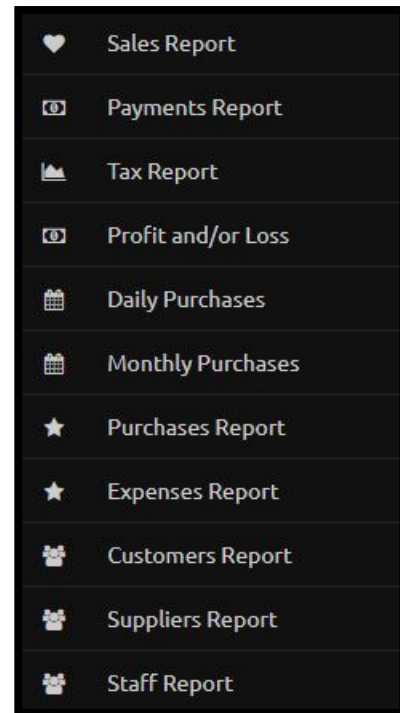 Sales Report
Payments Report
Tax Report
Profit and/or Loss
Daily Purchases
Monthly Purchases
Purchases Report
Expenses Report
Customers Report
Suppliers Report
Staff Report